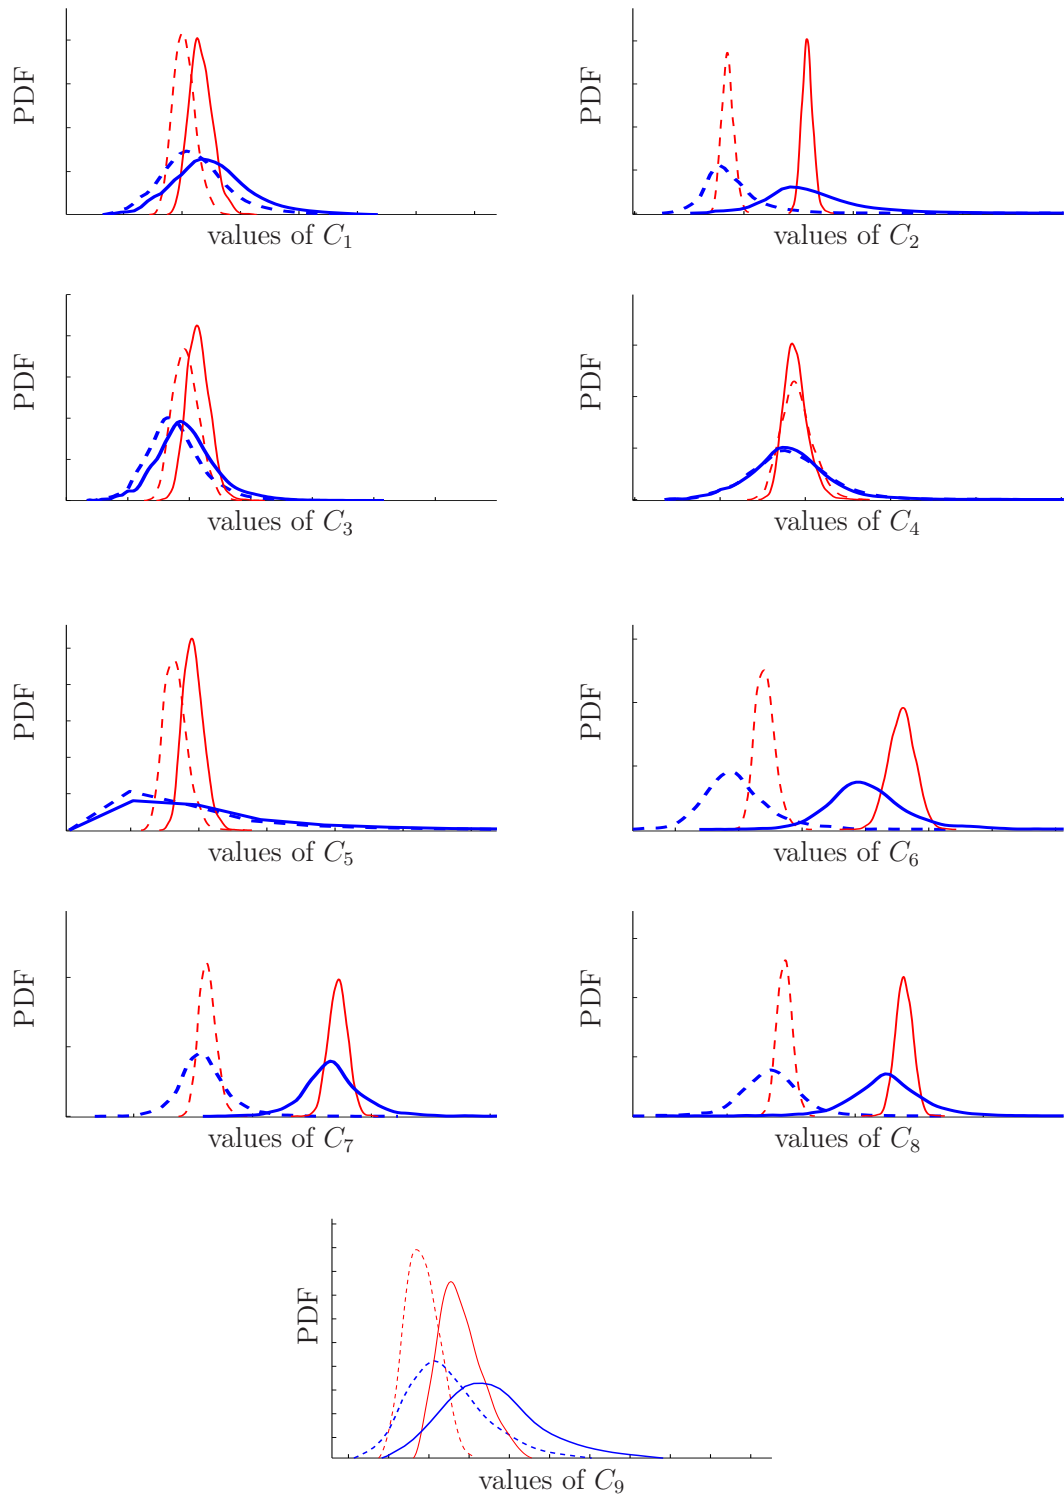 PDF
values of C₁
PDF
values of C₂
PDF
values of C₃
PDF
values of C₄
PDF
values of C₅
PDF
values of C₆
PDF
values of C₇
PDF
values of C₈
PDF
values of C₉